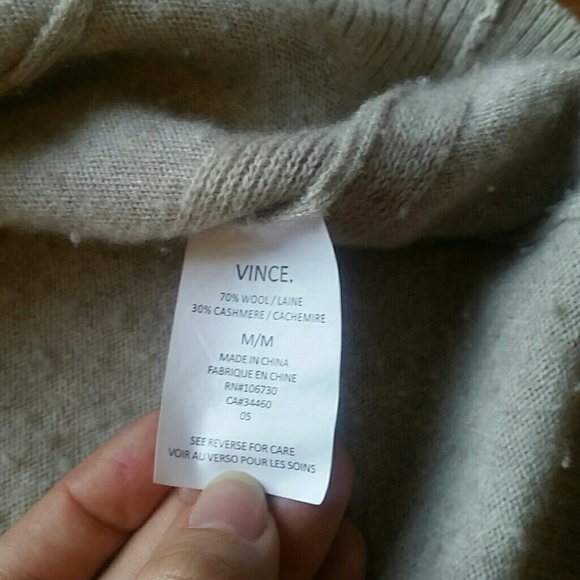 VINCE.
70% WOOL / LAINE
30% CASHMERE / CACHEMIRE
M/M
MADE IN CHINA
FABRIQUE EN CHINE
RN#106730
CA#34460
05
SEE REVERSE FOR CARE
VOIR AU VERSO POUR LES SOINS